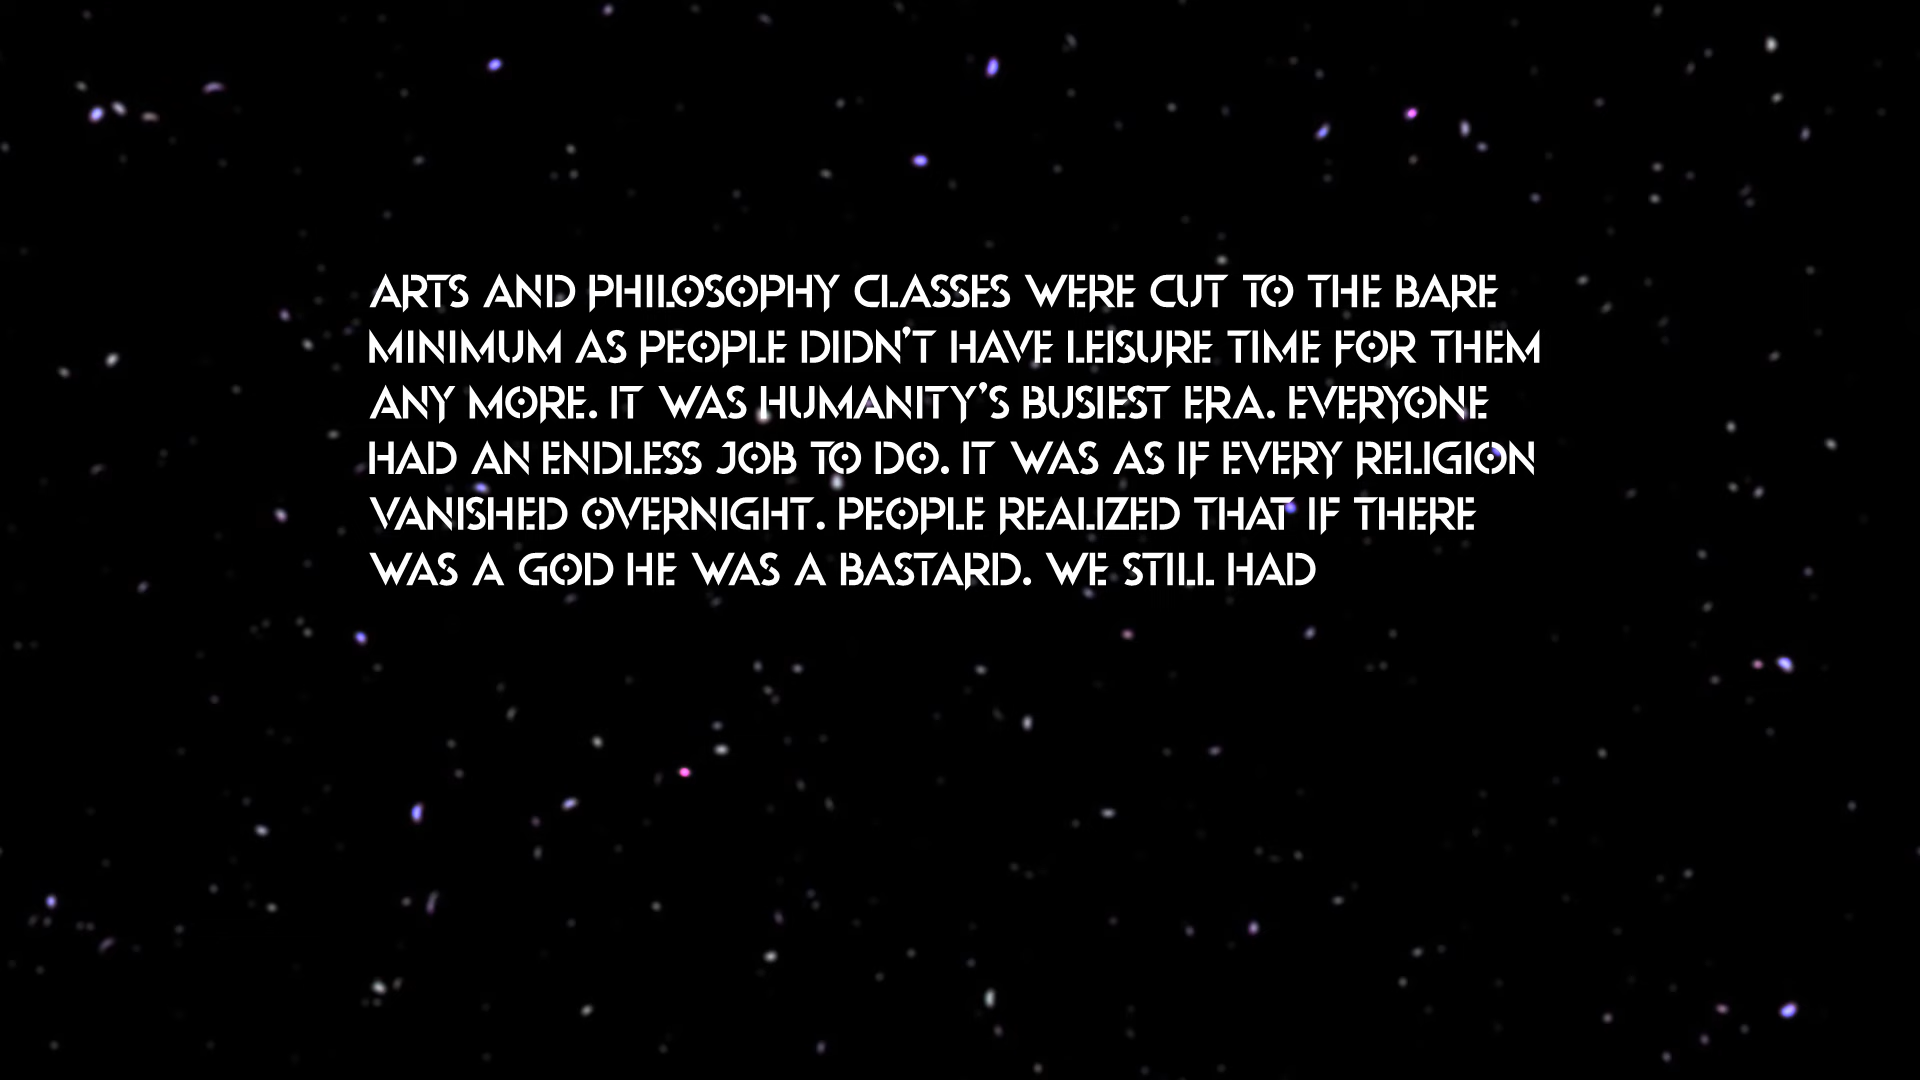 ARTS AND PHILOSOPHY CLASSES WERE CUT TO THE BARE
MINIMUM AS PEOPLE DIDN'T HAVE LEISURE TIME FOR THEM
ANY MORE. IT WAS HUMANITY'S BUSIEST ERA. EVERYONE
HAD AN ENDLESS JOB TO DO. IT WAS AS IF EVERY RELIGION
VANISHED OVERNIGHT. PEOPLE REALIZED THAT IF THERE
WAS A GOD HE WAS A BASTARD. WE STILL HAD